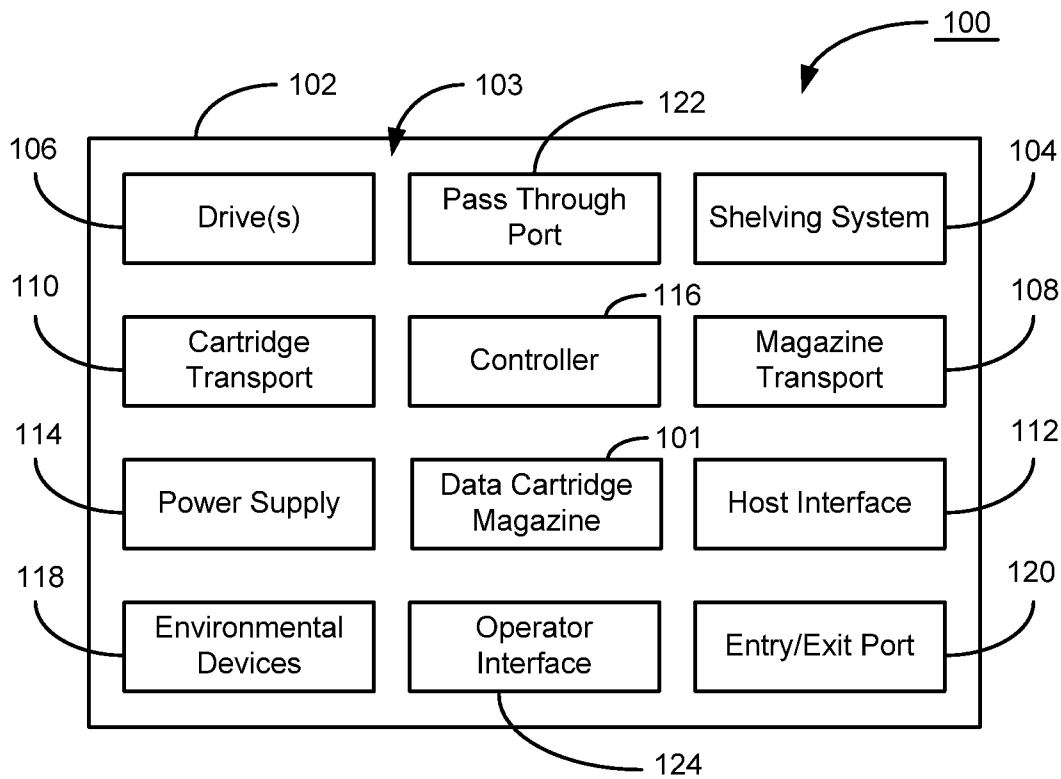 100
102
103
122
106
104
Drive(s)
Pass Through
Port
Shelving System
110
116
108
Cartridge
Transport
Controller
Magazine
Transport
114
101
112
Power Supply
Data Cartridge
Magazine
Host Interface
118
120
Environmental
Devices
Operator
Interface
Entry/Exit Port
124